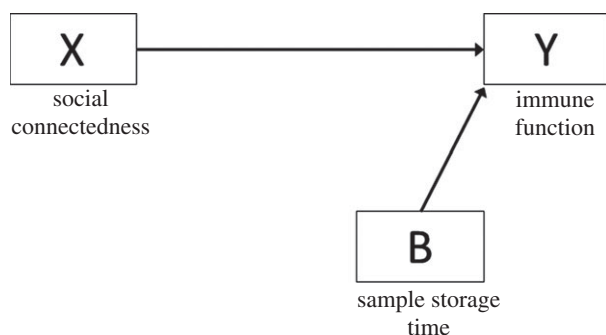 X
social
connectedness
Y
immune
function
B
sample storage
time